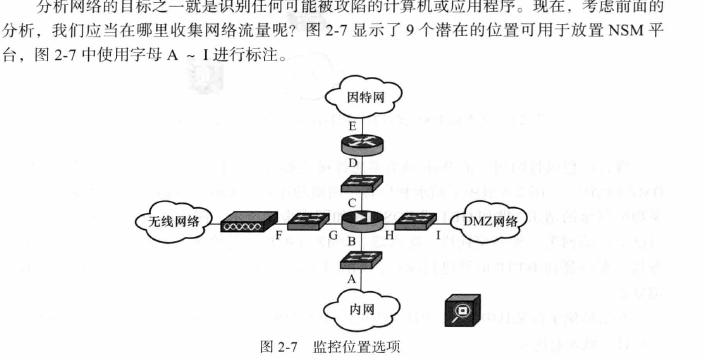 分析网络的目标之一就是识别任何可能被攻陷的计算机或应用程序。现在，考虑前面的
分析，我们应当在哪里收集网络流量呢？图 2-7 显示了 9 个潜在的位置可用于放置 NSM 平
台，图 2-7 中使用字母 A ~ I 进行标注。
因特网
E
D
C
无线网络
F
G
B
H
I
DMZ网络
A
内网
图 2-7 监控位置选项